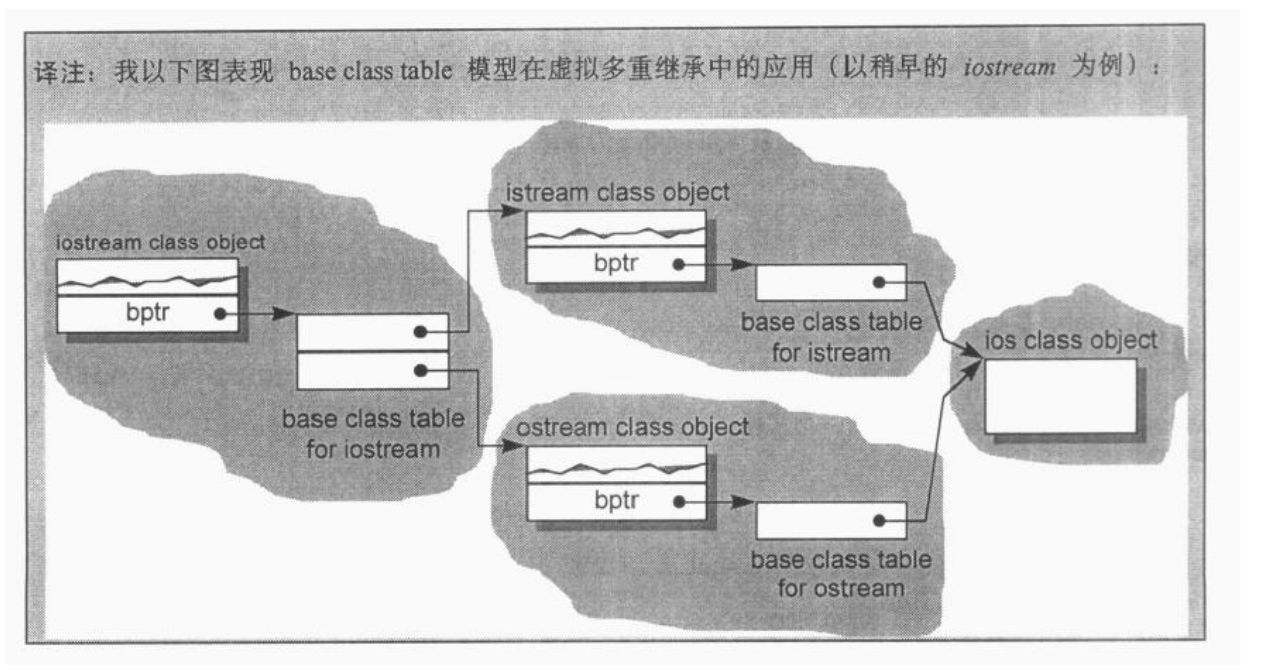 译注：我以下图表现 base class table 模型在虚拟多重继承中的应用（以稍早的 iostream 为例）：
istream class object
iostream class object
bptr
bptr
base class table
for istream
ios class object
base class table
for iostream
ostream class object
bptr
base class table
for ostream